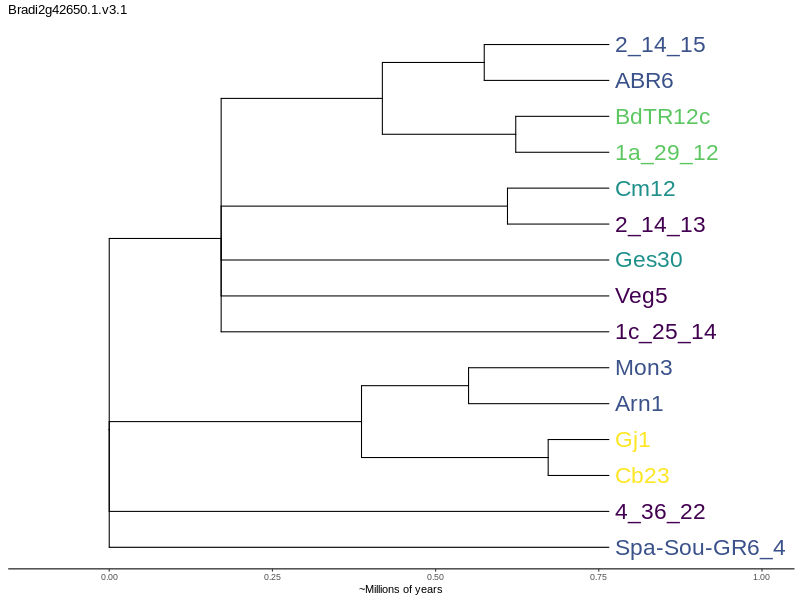 Bradi2g42650.1.v3.1
2_14_15
ABR6
BdTR12c
1a_29_12
Cm12
2_14_13
Ges30
Veg5
1c_25_14
Mon3
Arn1
Gj1
Cb23
4_36_22
Spa-Sou-GR6_4
0.00 0.25 0.50 0.75 1.00
~Millions of years